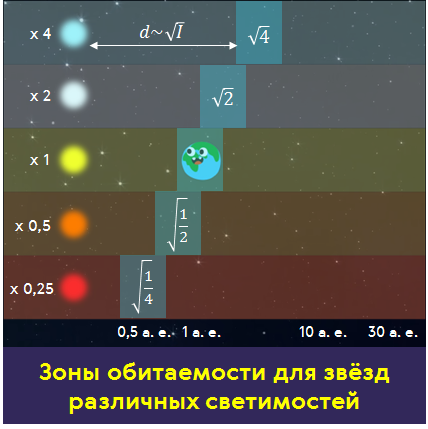 x 4 d~√I √4
x 2 √2
x 1
x 0,5 √1/2
x 0,25 √1/4
0,5 а. е. 1 а. е. 10 а. е. 30 а. е.
Зоны обитаемости для звёзд
различных светимостей